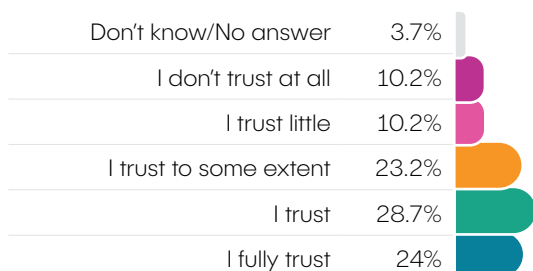 Don't know/No answer 3.7%
I don't trust at all 10.2%
I trust little 10.2%
I trust to some extent 23.2%
I trust 28.7%
I fully trust 24%